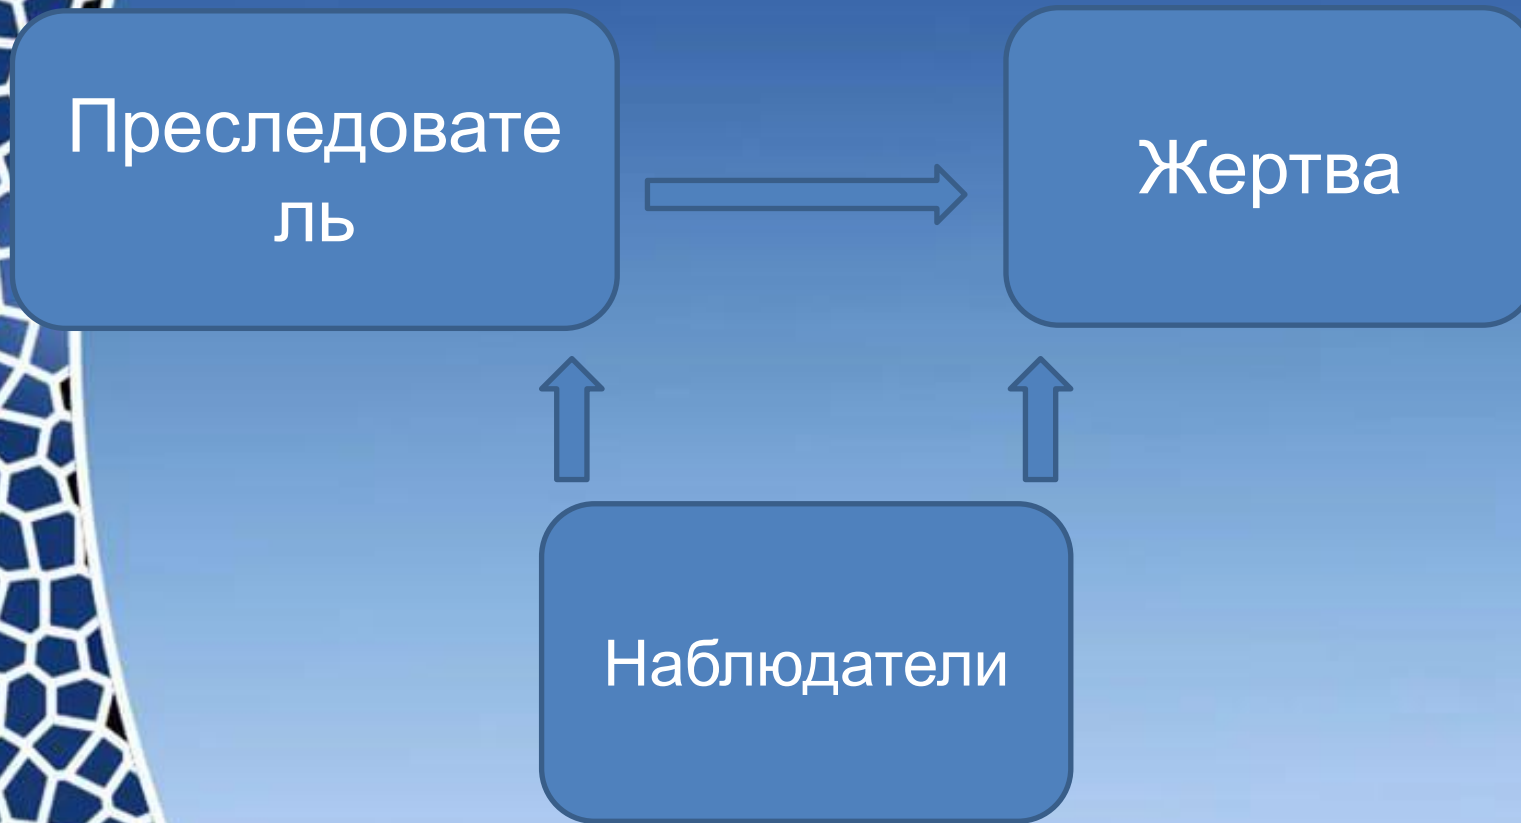 Преследовате
ль
Жертва
Наблюдатели